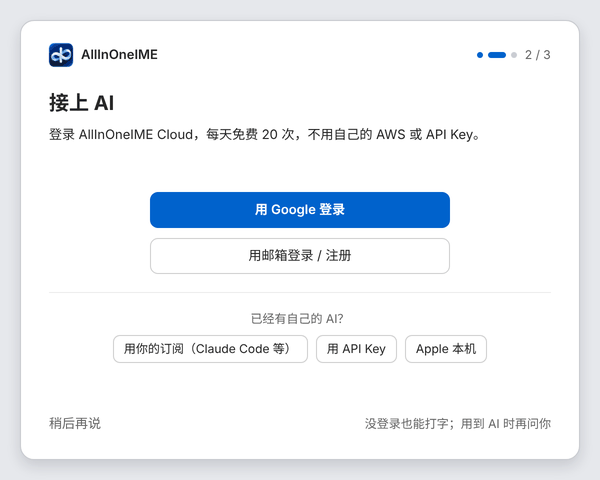 AllInOneIME
2 / 3
接上 AI
登录 AllInOneIME Cloud，每天免费 20 次，不用自己的 AWS 或 API Key。
用 Google 登录
用邮箱登录 / 注册
已经有自己的 AI？
用你的订阅（Claude Code 等）
用 API Key
Apple 本机
稍后再说
没登录也能打字；用到 AI 时再问你